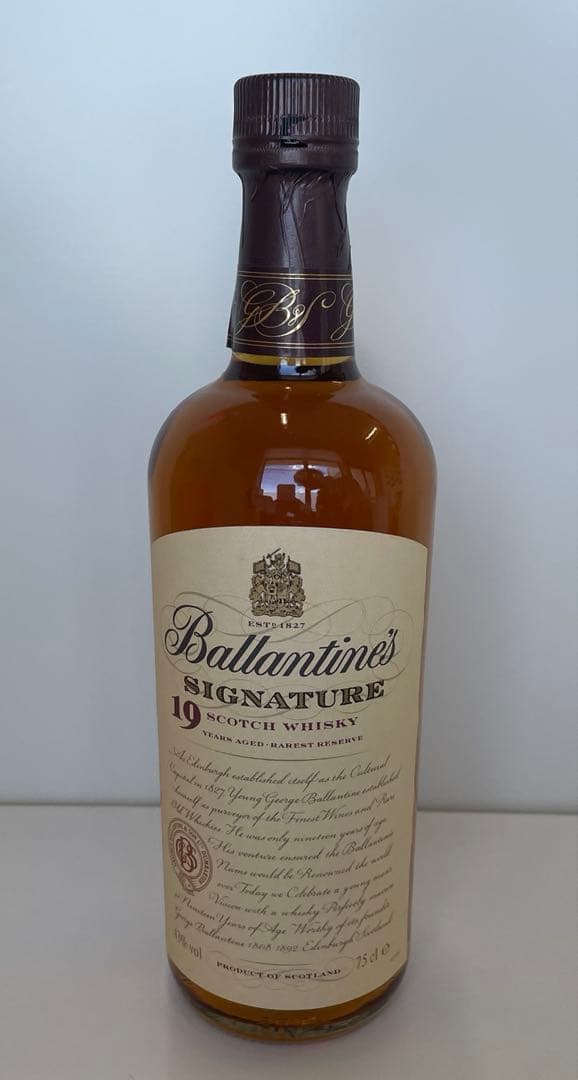 GB&S
ESTD 1827
Ballantine's
SIGNATURE
19 SCOTCH WHISKY
YEARS AGED · RAREST RESERVE
As Edinburgh established itself as the Cultural
Capital in 1827, Young George Ballantine established
himself as purveyor of the Finest Wines and Rare
Old Whiskies. He was only nineteen years of age
This venture ensured the Ballantine
Name would be Renowned the world
over Today we Celebrate a young man's
Vision with a whisky Perfectly mature
at Nineteen Years of Age Worthy of its founder
George Ballantine 1808-1892 Edinburgh Scotland
43% vol
75 cl e
PRODUCT OF SCOTLAND